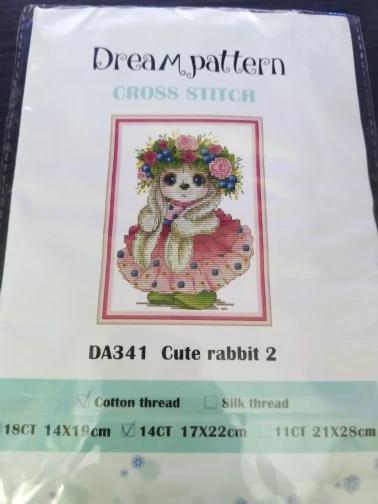 Dream pattern
CROSS STITCH
DA341 Cute rabbit 2
Cotton thread Silk thread
18CT 14X19cm 14CT 17X22cm 11CT 21X28cm